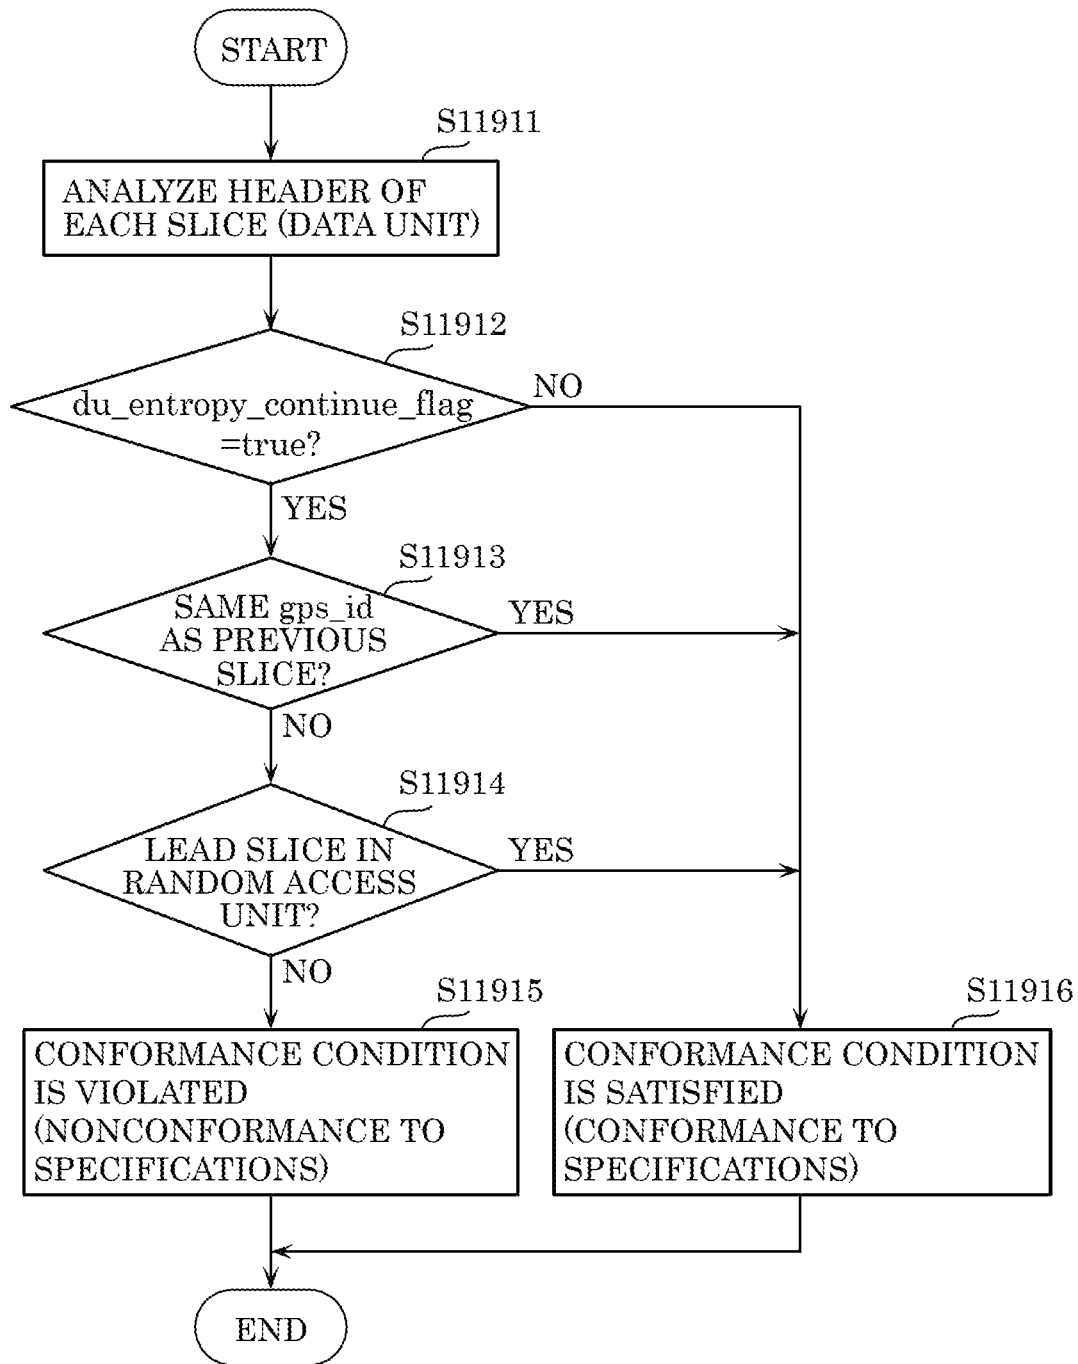 START
S11911
ANALYZE HEADER OF
EACH SLICE (DATA UNIT)
S11912
du_entropy_continue_flag
=true?
NO
YES
S11913
SAME gps_id
AS PREVIOUS
SLICE?
YES
NO
S11914
LEAD SLICE IN
RANDOM ACCESS
UNIT?
YES
NO
S11915
CONFORMANCE CONDITION
IS VIOLATED
(NONCONFORMANCE TO
SPECIFICATIONS)
S11916
CONFORMANCE CONDITION
IS SATISFIED
(CONFORMANCE TO
SPECIFICATIONS)
END